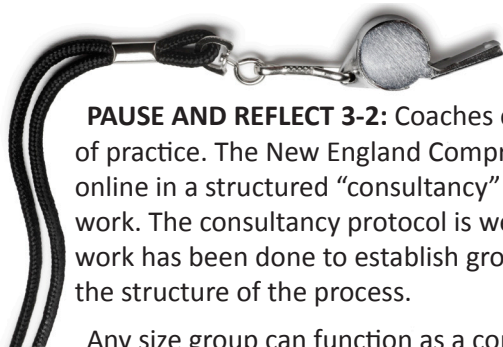 PAUSE AND REFLECT 3-2: Coaches
of practice. The New England Compr
online in a structured “consultancy”
work. The consultancy protocol is w
work has been done to establish gro
the structure of the process.
Any size group can function as a co